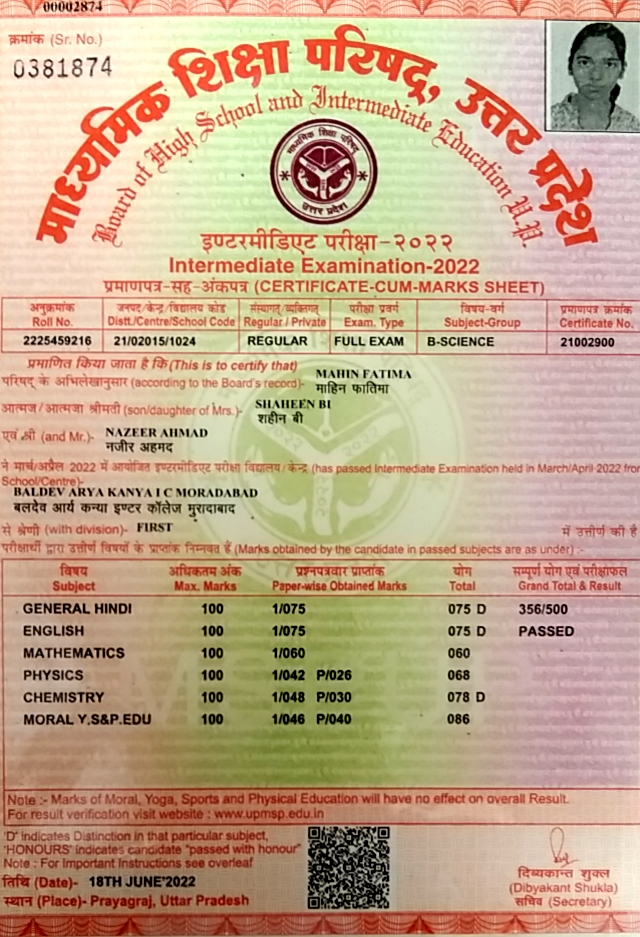 00002874
क्रमांक (Sr. No.)
0381874
माध्यमिक शिक्षा परिषद्, उत्तर प्रदेश
Board of High School and Intermediate Education U.P.
माध्यमिक शिक्षा परिषद्
उत्तर प्रदेश
इण्टरमीडिएट परीक्षा-२०२२
Intermediate Examination-2022
प्रमाणपत्र-सह-अंकपत्र (CERTIFICATE-CUM-MARKS SHEET)
अनुक्रमांक जनपद/केन्द्र/विद्यालय कोड संस्थागत/व्यक्तिगत परीक्षा प्रवर्ग विषय-वर्ग प्रमाणपत्र क्रमांक
Roll No. Distt./Centre/School Code Regular / Private Exam. Type Subject-Group Certificate No.
2225459216 21/02015/1024 REGULAR FULL EXAM B-SCIENCE 21002900
प्रमाणित किया जाता है कि (This is to certify that)
MAHIN FATIMA
परिषद् के अभिलेखानुसार (according to the Board's record)- माहिन फातिमा
SHAHEEN BI
आत्मज/आत्मजा श्रीमती (son/daughter of Mrs.)- शहीन बी
एवं श्री (and Mr.)- NAZEER AHMAD
नजीर अहमद
ने मार्च/अप्रैल 2022 में आयोजित इण्टरमीडिएट परीक्षा विद्यालय/केन्द्र (has passed Intermediate Examination held in March/April 2022 from
School/Centre)-
BALDEV ARYA KANYA I C MORADABAD
बलदेव आर्य कन्या इण्टर कॉलेज मुरादाबाद
से श्रेणी (with division)- FIRST में उत्तीर्ण की है
परीक्षार्थी द्वारा उत्तीर्ण विषयों के प्राप्तांक निम्नवत हैं (Marks obtained by the candidate in passed subjects are as under) :-
विषय अधिकतम अंक प्रश्नपत्रवार प्राप्तांक योग सम्पूर्ण योग एवं परीक्षाफल
Subject Max. Marks Paper-wise Obtained Marks Total Grand Total & Result
GENERAL HINDI 100 1/075 075 D 356/500
ENGLISH 100 1/075 075 D PASSED
MATHEMATICS 100 1/060 060
PHYSICS 100 1/042 P/026 068
CHEMISTRY 100 1/048 P/030 078 D
MORAL Y,S&P.EDU 100 1/046 P/040 086
Note :- Marks of Moral, Yoga, Sports and Physical Education will have no effect on overall Result.
For result verification visit website : www.upmsp.edu.in
'D' indicates Distinction in that particular subject,
'HONOURS' indicates candidate "passed with honour"
Note : For Important Instructions see overleaf
तिथि (Date)- 18TH JUNE'2022
स्थान (Place)- Prayagraj, Uttar Pradesh
दिब्यकान्त शुक्ल
(Dibyakant Shukla)
सचिव (Secretary)